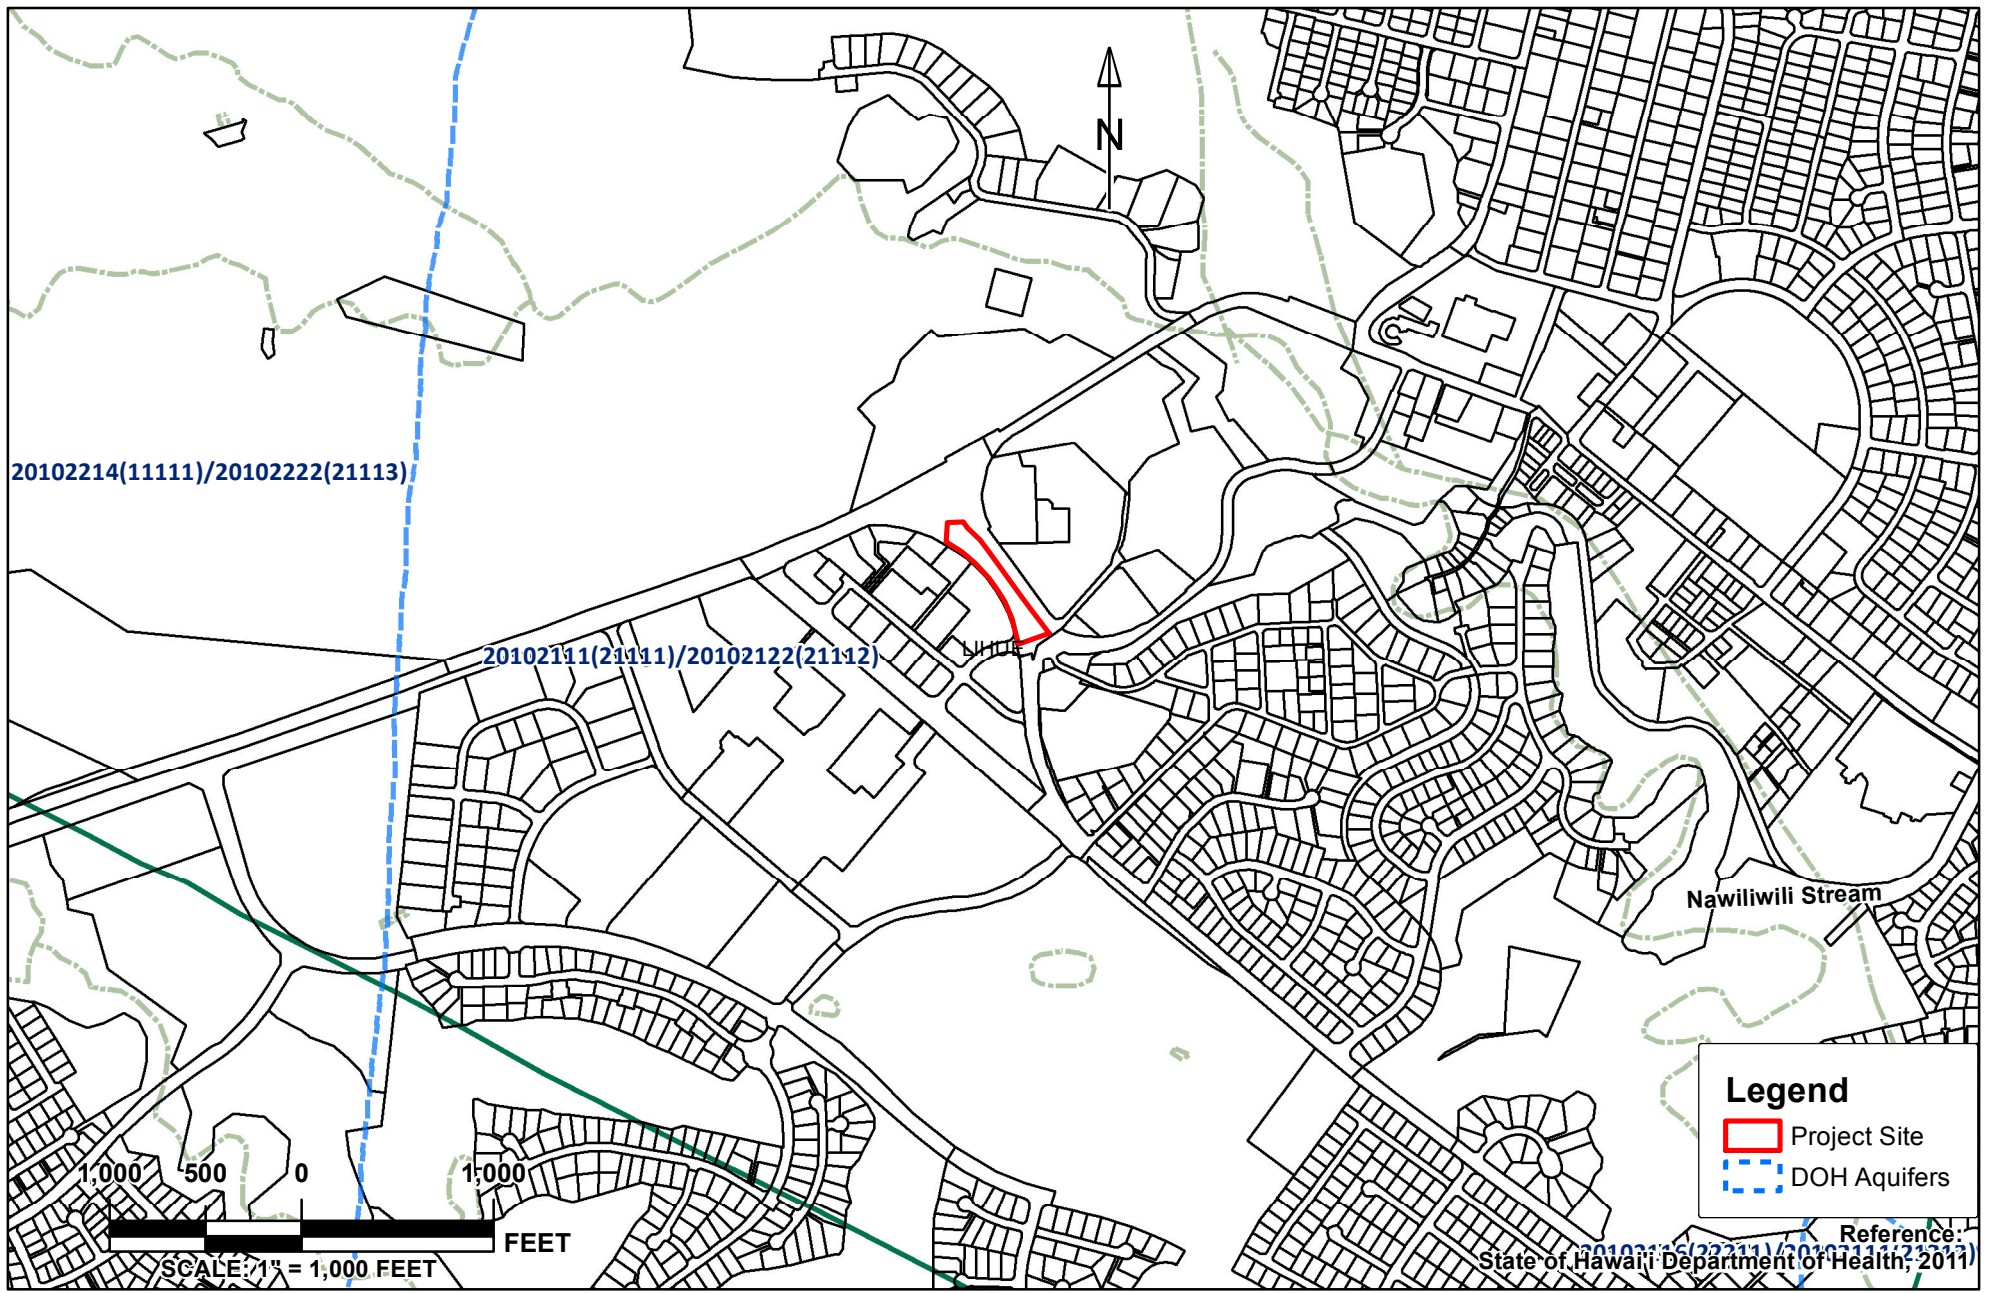 N
20102214(11111)/20102222(21113)
LIHUE
20102111(21111)/20102122(21112)
Nawiliwili Stream
Legend
Project Site
DOH Aquifers
1,000 500 0 1,000
FEET
SCALE: 1" = 1,000 FEET
Reference:
State of Hawai'i Department of Health, 2011